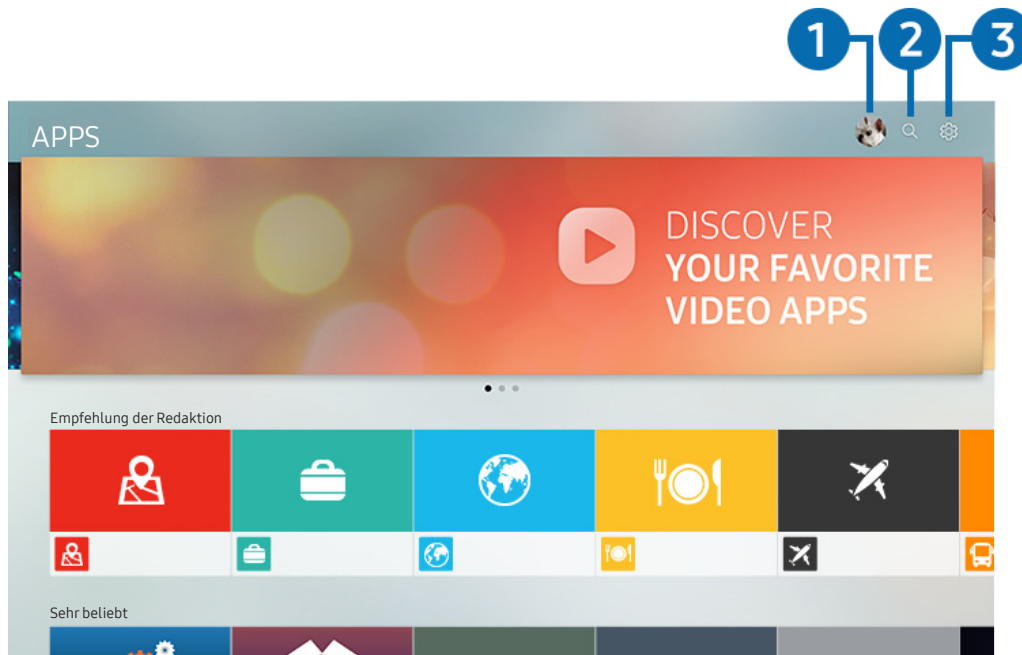 1 2 3
APPS
DISCOVER
YOUR FAVORITE
VIDEO APPS
Empfehlung der Redaktion
Sehr beliebt